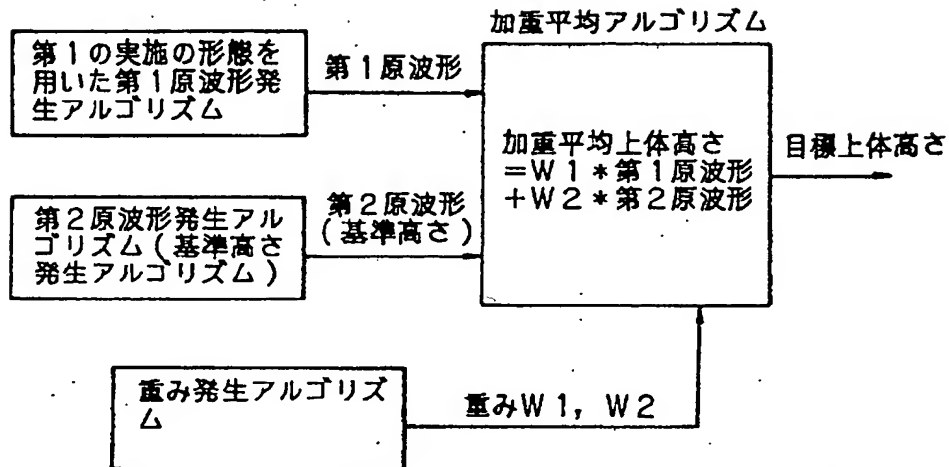 加重平均アルゴリズム
第1の実施の形態を
用いた第1原波形発
生アルゴリズム
第1原波形
加重平均上体高さ
=W1*第1原波形
+W2*第2原波形
目標上体高さ
第2原波形発生アル
ゴリズム(基準高さ
発生アルゴリズム)
第2原波形
(基準高さ)
重み発生アルゴリズ
ム
重みW1, W2